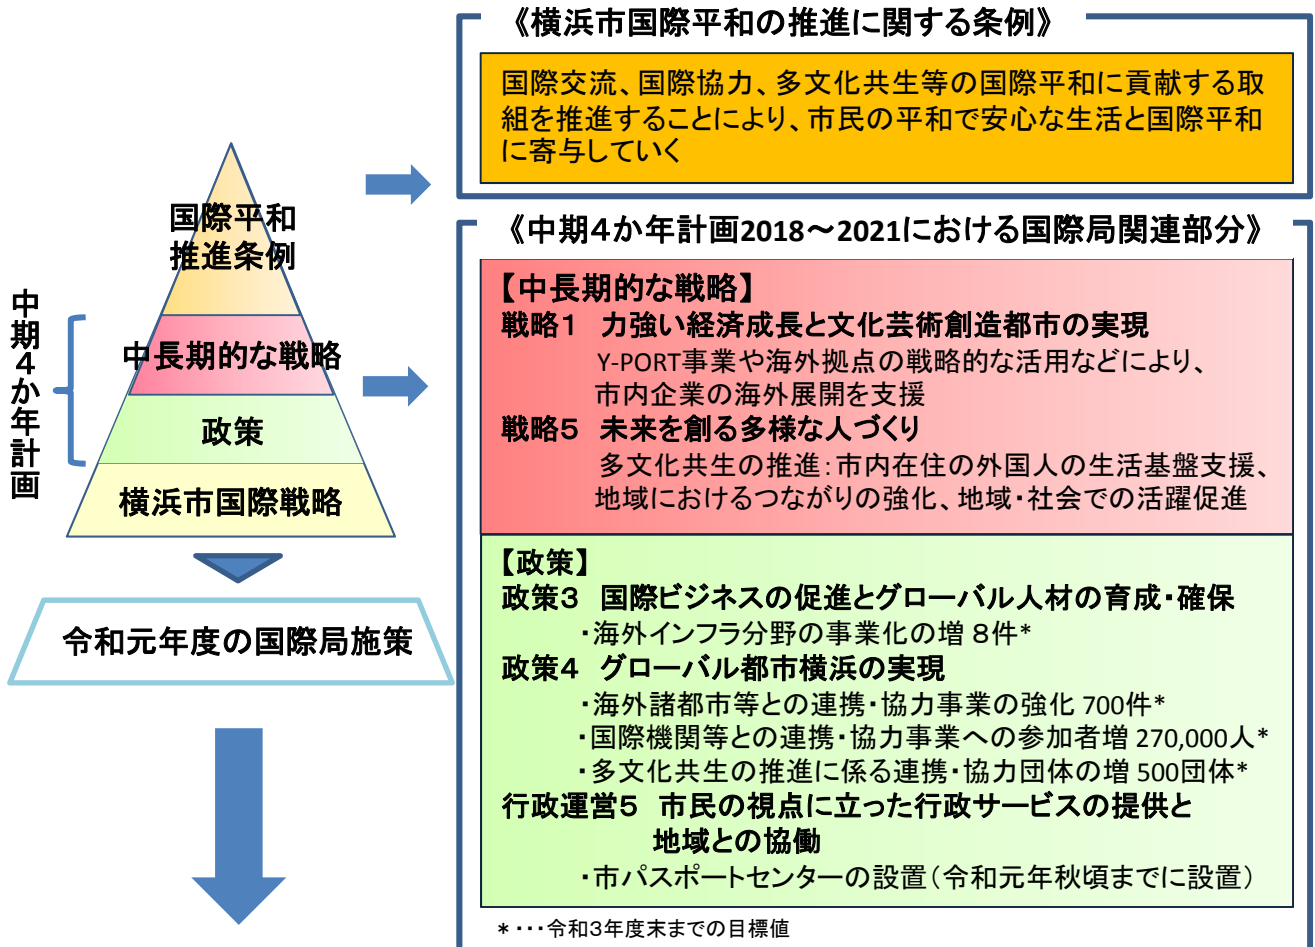 《横浜市国際平和の推進に関する条例》
国際交流、国際協力、多文化共生等の国際平和に貢献する取
組を推進することにより、市民の平和で安心な生活と国際平和
に寄与していく
国際平和
推進条例
中長期的な戦略
政策
横浜市国際戦略
中期4か年計画
令和元年度の国際局施策
《中期4か年計画2018～2021における国際局関連部分》
【中長期的な戦略】
戦略1 力強い経済成長と文化芸術創造都市の実現
Y-PORT事業や海外拠点の戦略的な活用などにより、
市内企業の海外展開を支援
戦略5 未来を創る多様な人づくり
多文化共生の推進：市内在住の外国人の生活基盤支援、
地域におけるつながりの強化、地域・社会での活躍促進
【政策】
政策3 国際ビジネスの促進とグローバル人材の育成・確保
・海外インフラ分野の事業化の増 8件*
政策4 グローバル都市横浜の実現
・海外諸都市等との連携・協力事業の強化 700件*
・国際機関等との連携・協力事業への参加者増 270,000人*
・多文化共生の推進に係る連携・協力団体の増 500団体*
行政運営5 市民の視点に立った行政サービスの提供と
地域との協働
・市パスポートセンターの設置（令和元年秋頃までに設置）
*・・・令和3年度末までの目標値